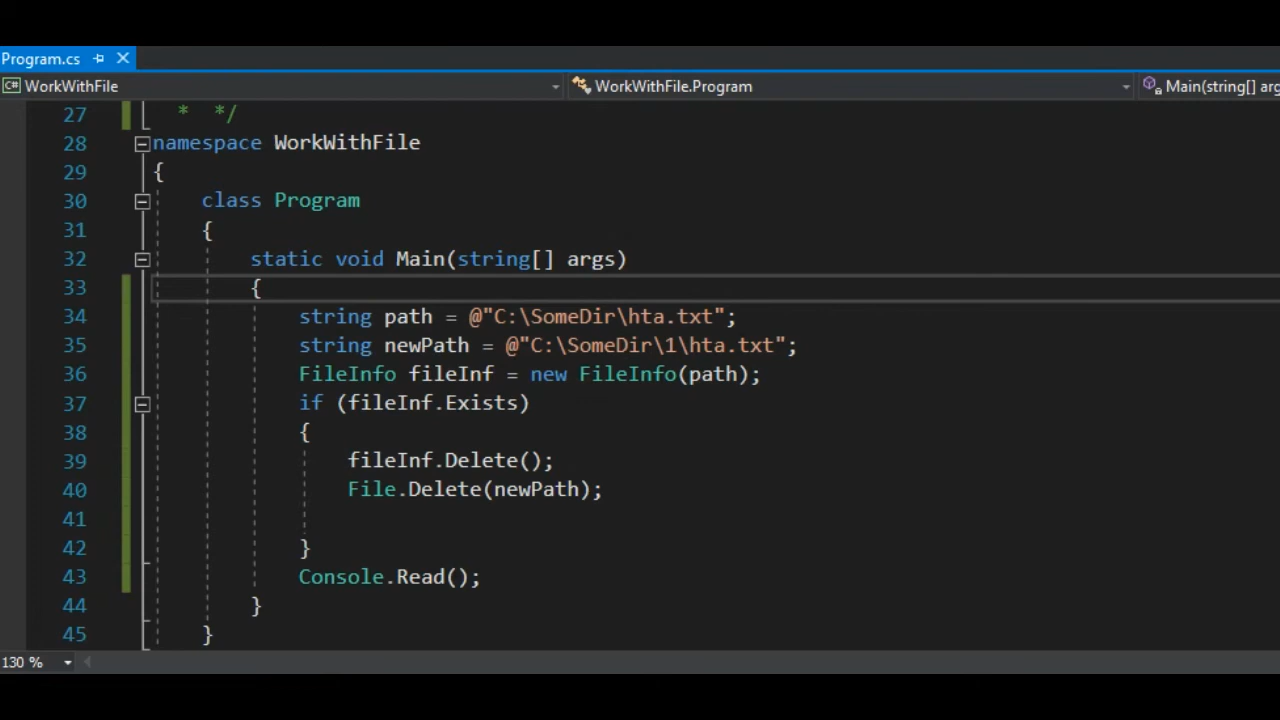 Program.cs
WorkWithFile WorkWithFile.Program Main(string[] arg
27 * */
28 namespace WorkWithFile
29 {
30 class Program
31 {
32 static void Main(string[] args)
33 {
34 string path = @"C:\SomeDir\hta.txt";
35 string newPath = @"C:\SomeDir\1\hta.txt";
36 FileInfo fileInf = new FileInfo(path);
37 if (fileInf.Exists)
38 {
39 fileInf.Delete();
40 File.Delete(newPath);
41
42 }
43 Console.Read();
44 }
45 }
130 %